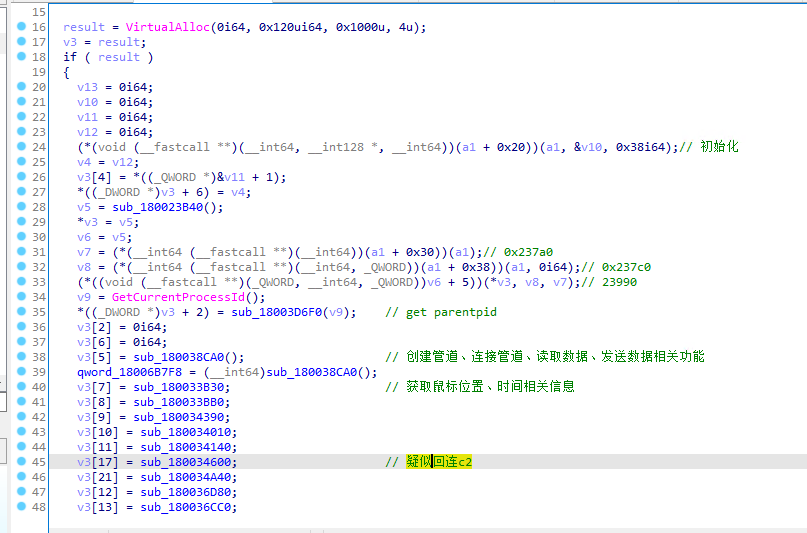 15
16 result = VirtualAlloc(0i64, 0x120ui64, 0x1000u, 4u);
17 v3 = result;
18 if ( result )
19 {
20 v13 = 0i64;
21 v10 = 0i64;
22 v11 = 0i64;
23 v12 = 0i64;
24 (*(void (__fastcall **)(__int64, __int128 *, __int64))(a1 + 0x20))(a1, &v10, 0x38i64);// 初始化
25 v4 = v12;
26 v3[4] = *((_QWORD *)&v11 + 1);
27 *((_DWORD *)v3 + 6) = v4;
28 v5 = sub_180023B40();
29 *v3 = v5;
30 v6 = v5;
31 v7 = (*(__int64 (__fastcall **)(__int64))(a1 + 0x30))(a1);// 0x237a0
32 v8 = (*(__int64 (__fastcall **)(__int64, _QWORD))(a1 + 0x38))(a1, 0i64);// 0x237c0
33 (*((void (__fastcall **)(_QWORD, __int64, _QWORD))v6 + 5))(*v3, v8, v7);// 23990
34 v9 = GetCurrentProcessId();
35 *((_DWORD *)v3 + 2) = sub_18003D6F0(v9); // get parentpid
36 v3[2] = 0i64;
37 v3[6] = 0i64;
38 v3[5] = sub_180038CA0(); // 创建管道、连接管道、读取数据、发送数据相关功能
39 qword_18006B7F8 = (__int64)sub_180038CA0();
40 v3[7] = sub_180033B30; // 获取鼠标位置、时间相关信息
41 v3[8] = sub_180033BB0;
42 v3[9] = sub_180034390;
43 v3[10] = sub_180034010;
44 v3[11] = sub_180034140;
45 v3[17] = sub_180034600; // 疑似回连c2
46 v3[21] = sub_180034A40;
47 v3[12] = sub_180036D80;
48 v3[13] = sub_180036CC0;